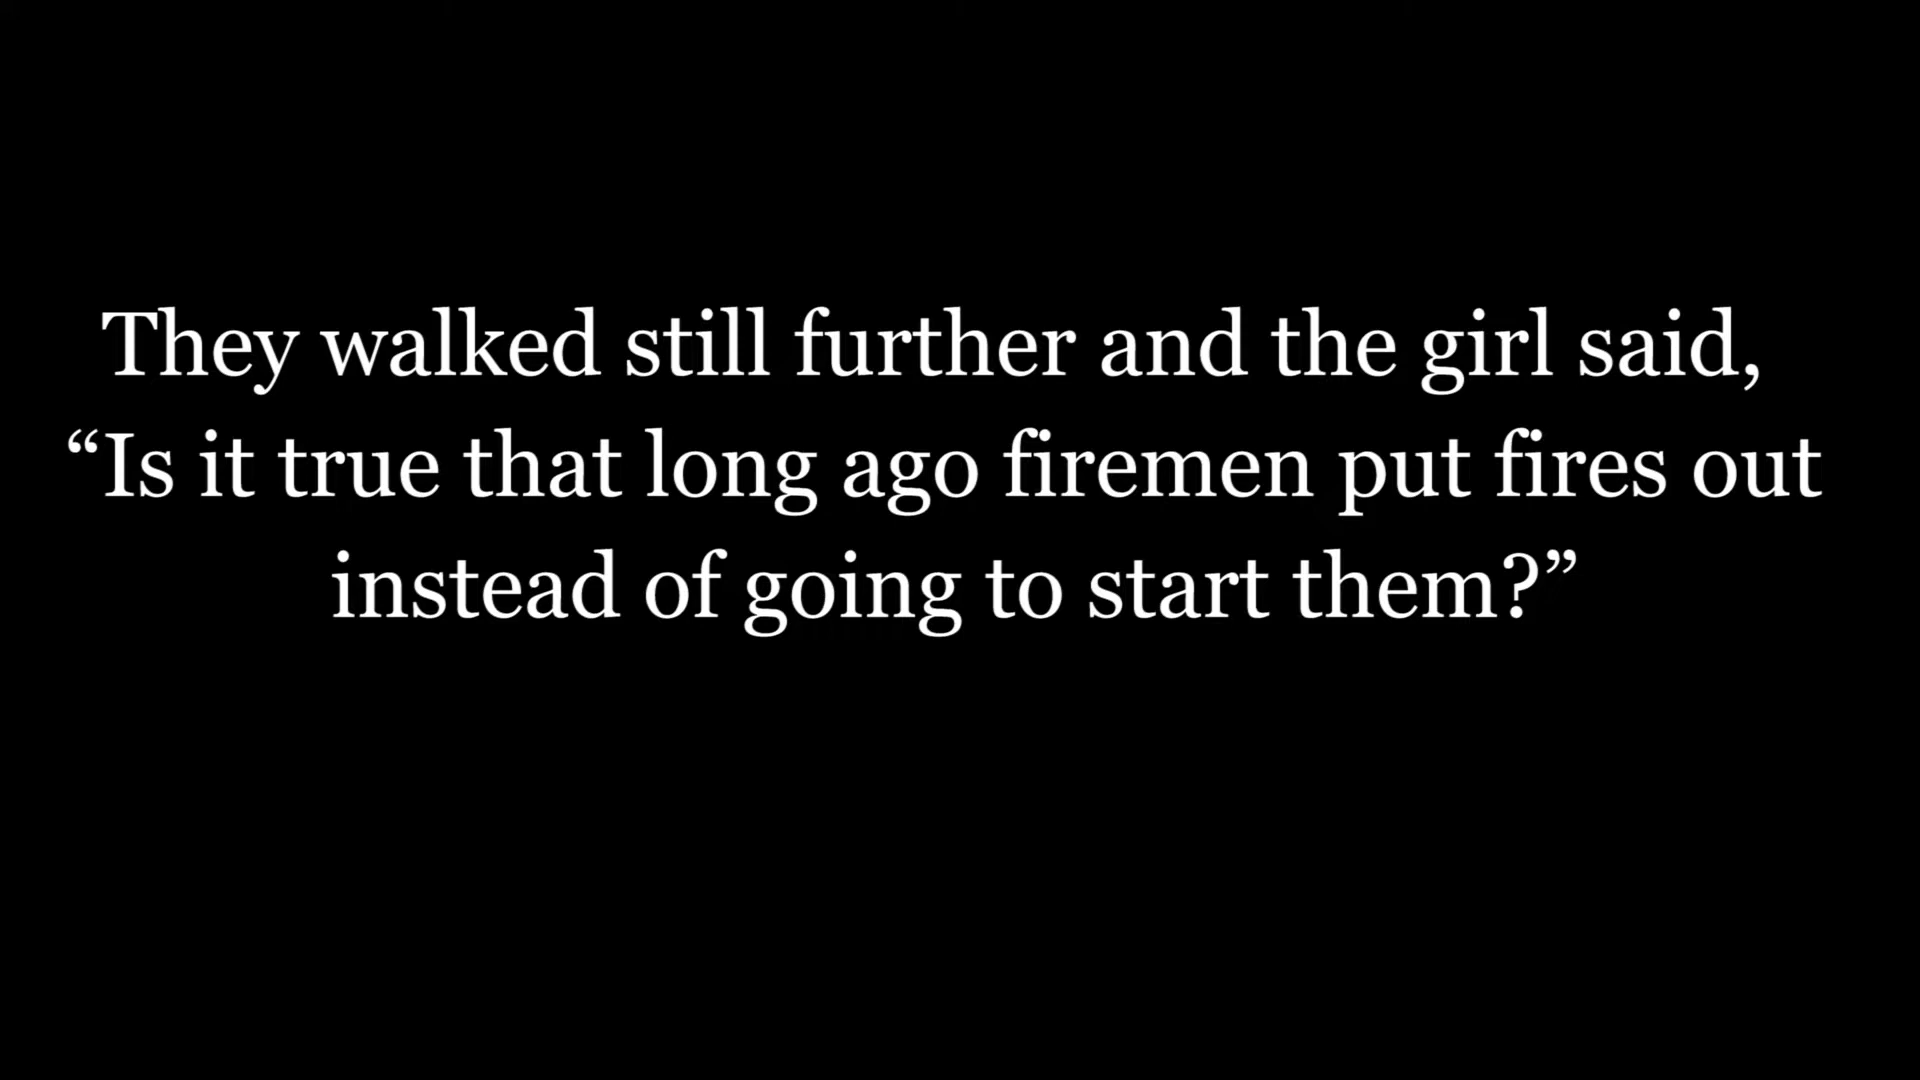 They walked still further and the girl said,
“Is it true that long ago firemen put fires out
instead of going to start them?”